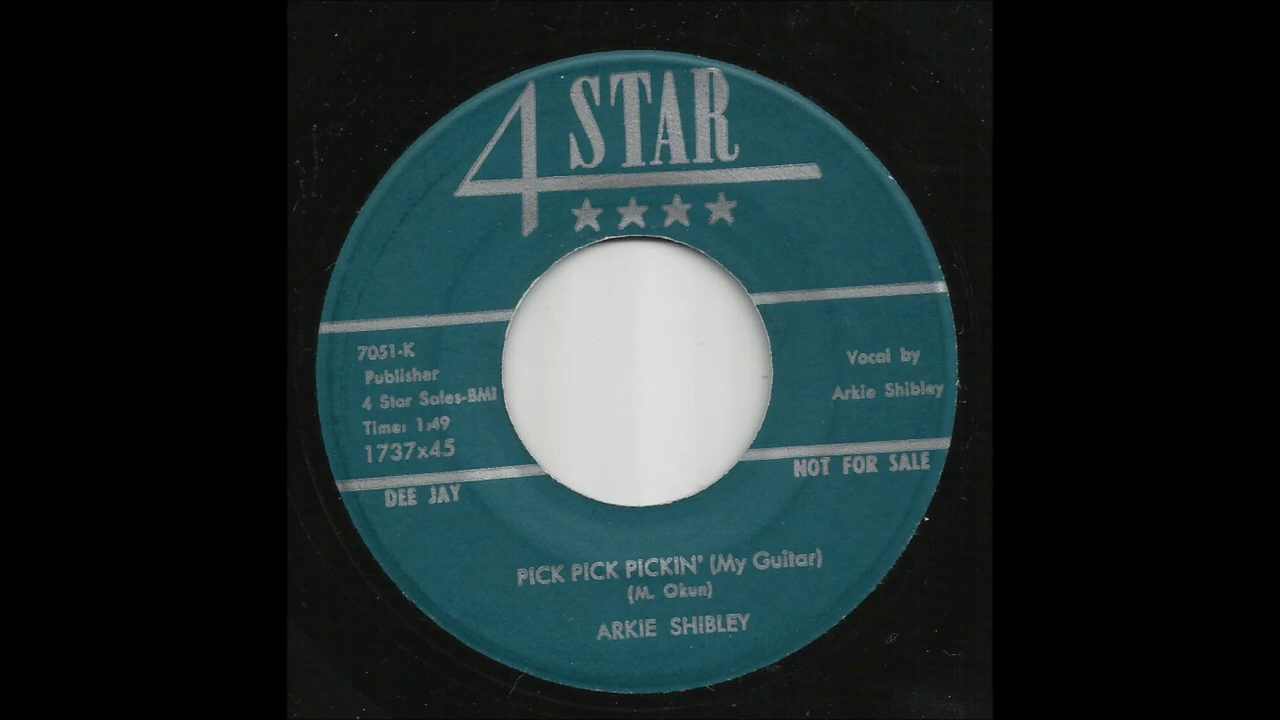 4 STAR
7051-K
Publisher
4 Star Sales-BMI
Time: 1:49
1737x45
DEE JAY
Vocal by
Arkie Shibley
NOT FOR SALE
PICK PICK PICKIN' (My Guitar)
(M. Okun)
ARKIE SHIBLEY